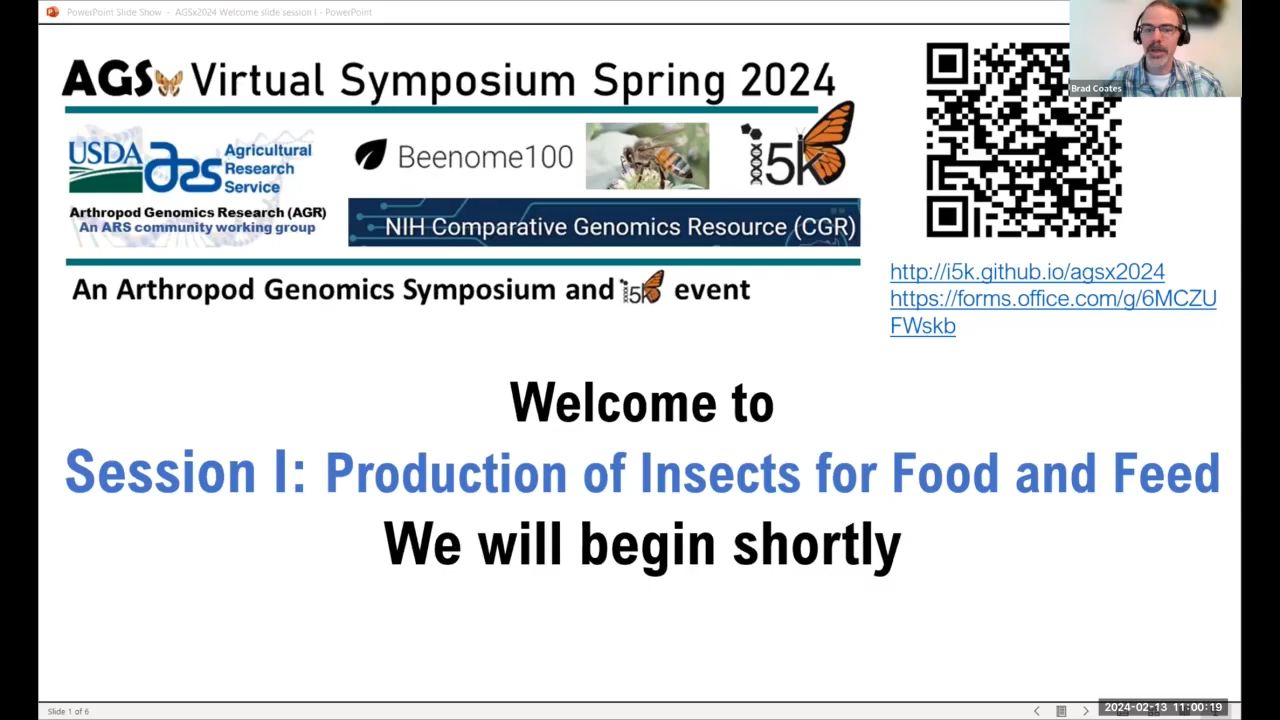 PowerPoint Slide Show - AGSx2024 Welcome slide session I - PowerPoint
AGS Virtual Symposium Spring 2024
USDA ars Agricultural
Research
Service
Arthropod Genomics Research (AGR)
An ARS community working group
Beenome100
i5k
NIH Comparative Genomics Resource (CGR)
An Arthropod Genomics Symposium and i5k event
Brad Coates
http://i5k.github.io/agsx2024
https://forms.office.com/g/6MCZU
FWskb
Welcome to
Session I: Production of Insects for Food and Feed
We will begin shortly
Slide 1 of 6
2024-02-13 11:00:19